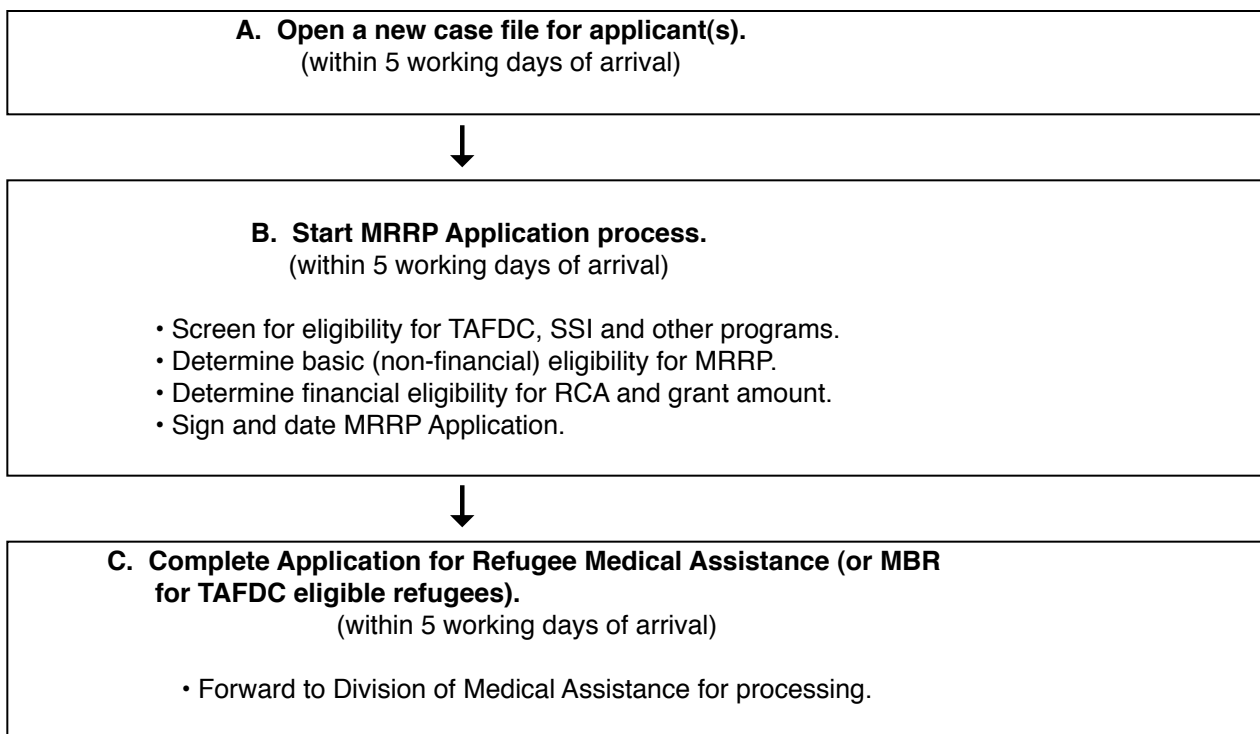 A. Open a new case file for applicant(s).
(within 5 working days of arrival)
B. Start MRRP Application process.
(within 5 working days of arrival)
• Screen for eligibility for TAFDC, SSI and other programs.
• Determine basic (non-financial) eligibility for MRRP.
• Determine financial eligibility for RCA and grant amount.
• Sign and date MRRP Application.
C. Complete Application for Refugee Medical Assistance (or MBR
for TAFDC eligible refugees).
(within 5 working days of arrival)
• Forward to Division of Medical Assistance for processing.